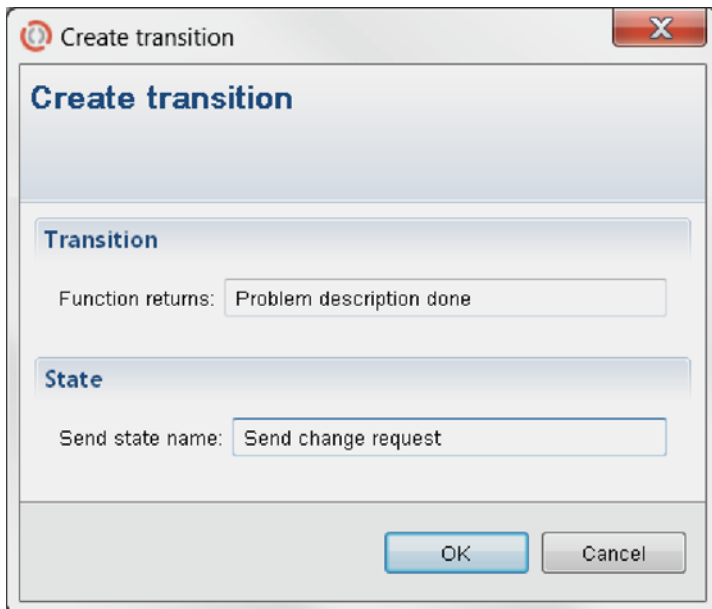 Create transition
Create transition
Transition
Function returns: Problem description done
State
Send state name: Send change request
OK Cancel